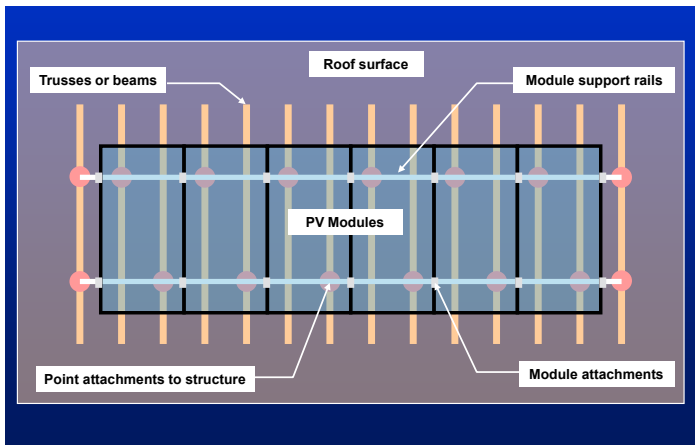 Roof surface
Trusses or beams
Module support rails
PV Modules
Point attachments to structure
Module attachments